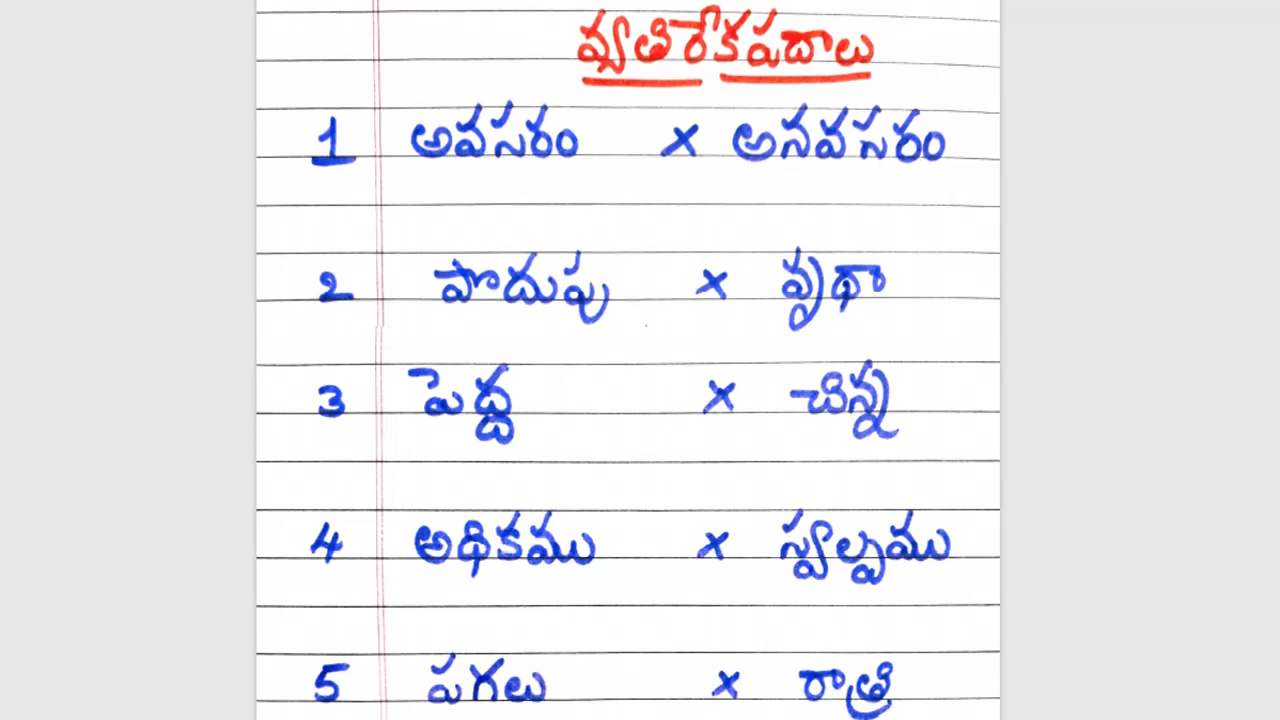 వ్యతిరేకపదాలు
1 అవసరం × అనవసరం
2 పొదుపు × వృథా
3 పెద్ద × చిన్న
4 అధికము × స్వల్పము
5 పగలు × రాత్రి